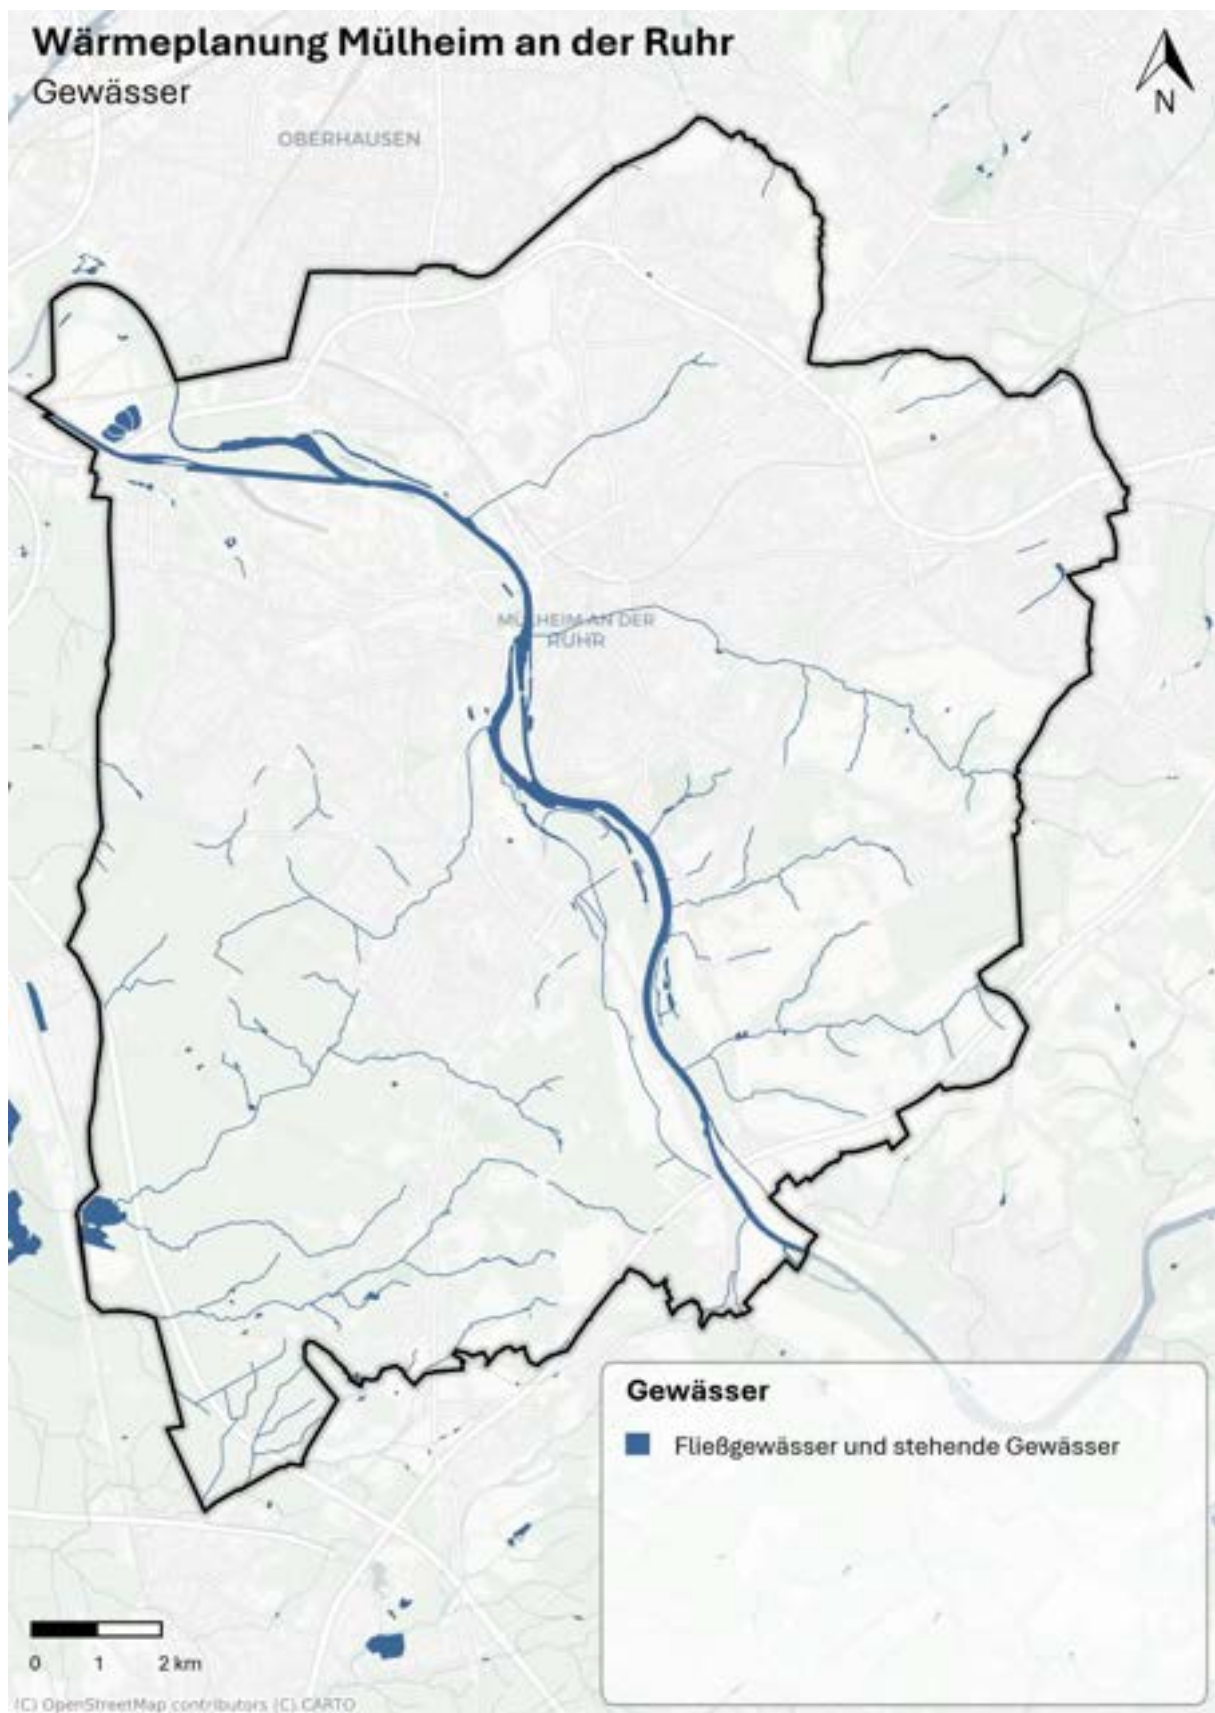 Wärmeplanung Mülheim an der Ruhr
Gewässer
N
OBERHAUSEN
MÜLHEIM AN DER
RUHR
Gewässer
Fließgewässer und stehende Gewässer
0 1 2 km
(C) OpenStreetMap contributors (C) CARTO